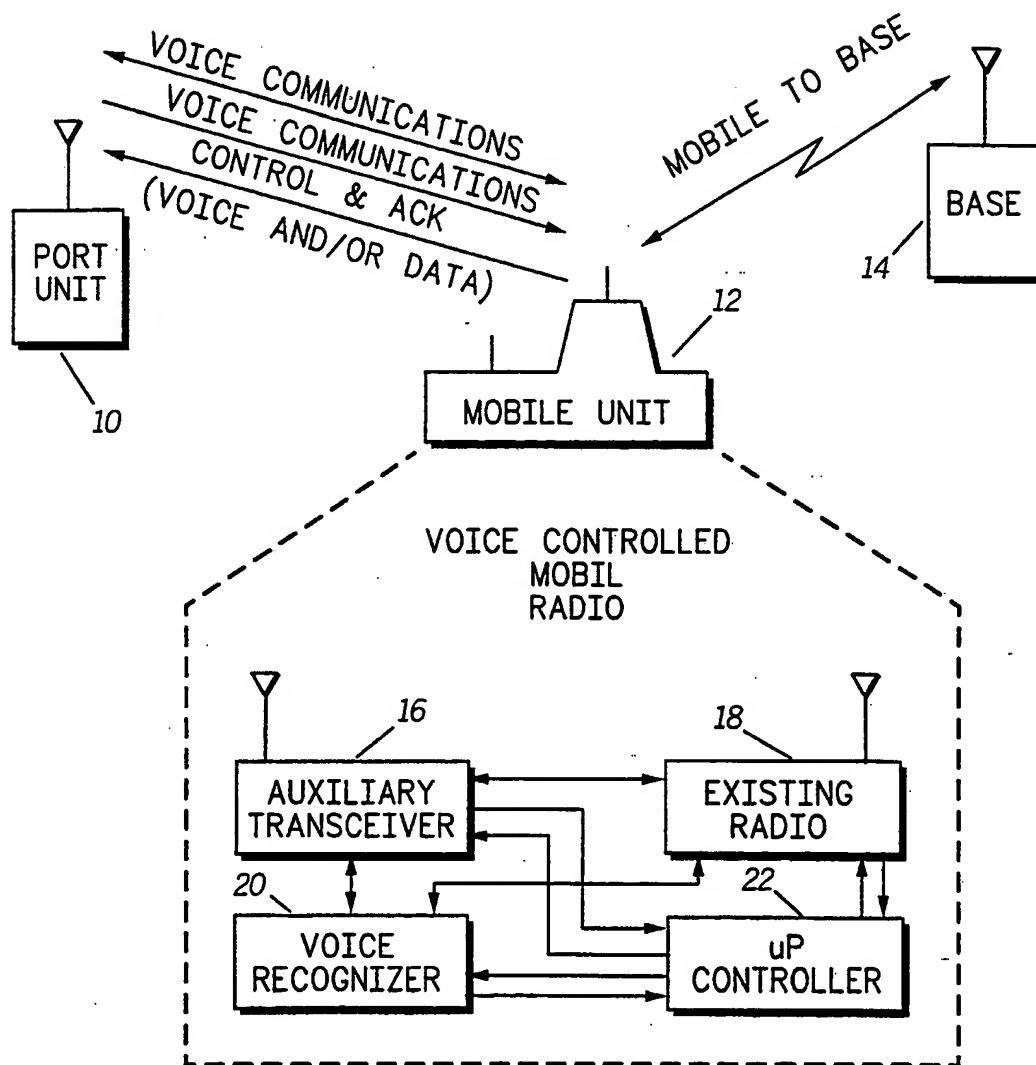 VOICE COMMUNICATIONS
VOICE COMMUNICATIONS
CONTROL & ACK
(VOICE AND/OR DATA)
MOBILE TO BASE
PORT
UNIT
10
BASE
14
12
MOBILE UNIT
VOICE CONTROLLED
MOBIL
RADIO
16
AUXILIARY
TRANSCEIVER
18
EXISTING
RADIO
20
VOICE
RECOGNIZER
22
uP
CONTROLLER